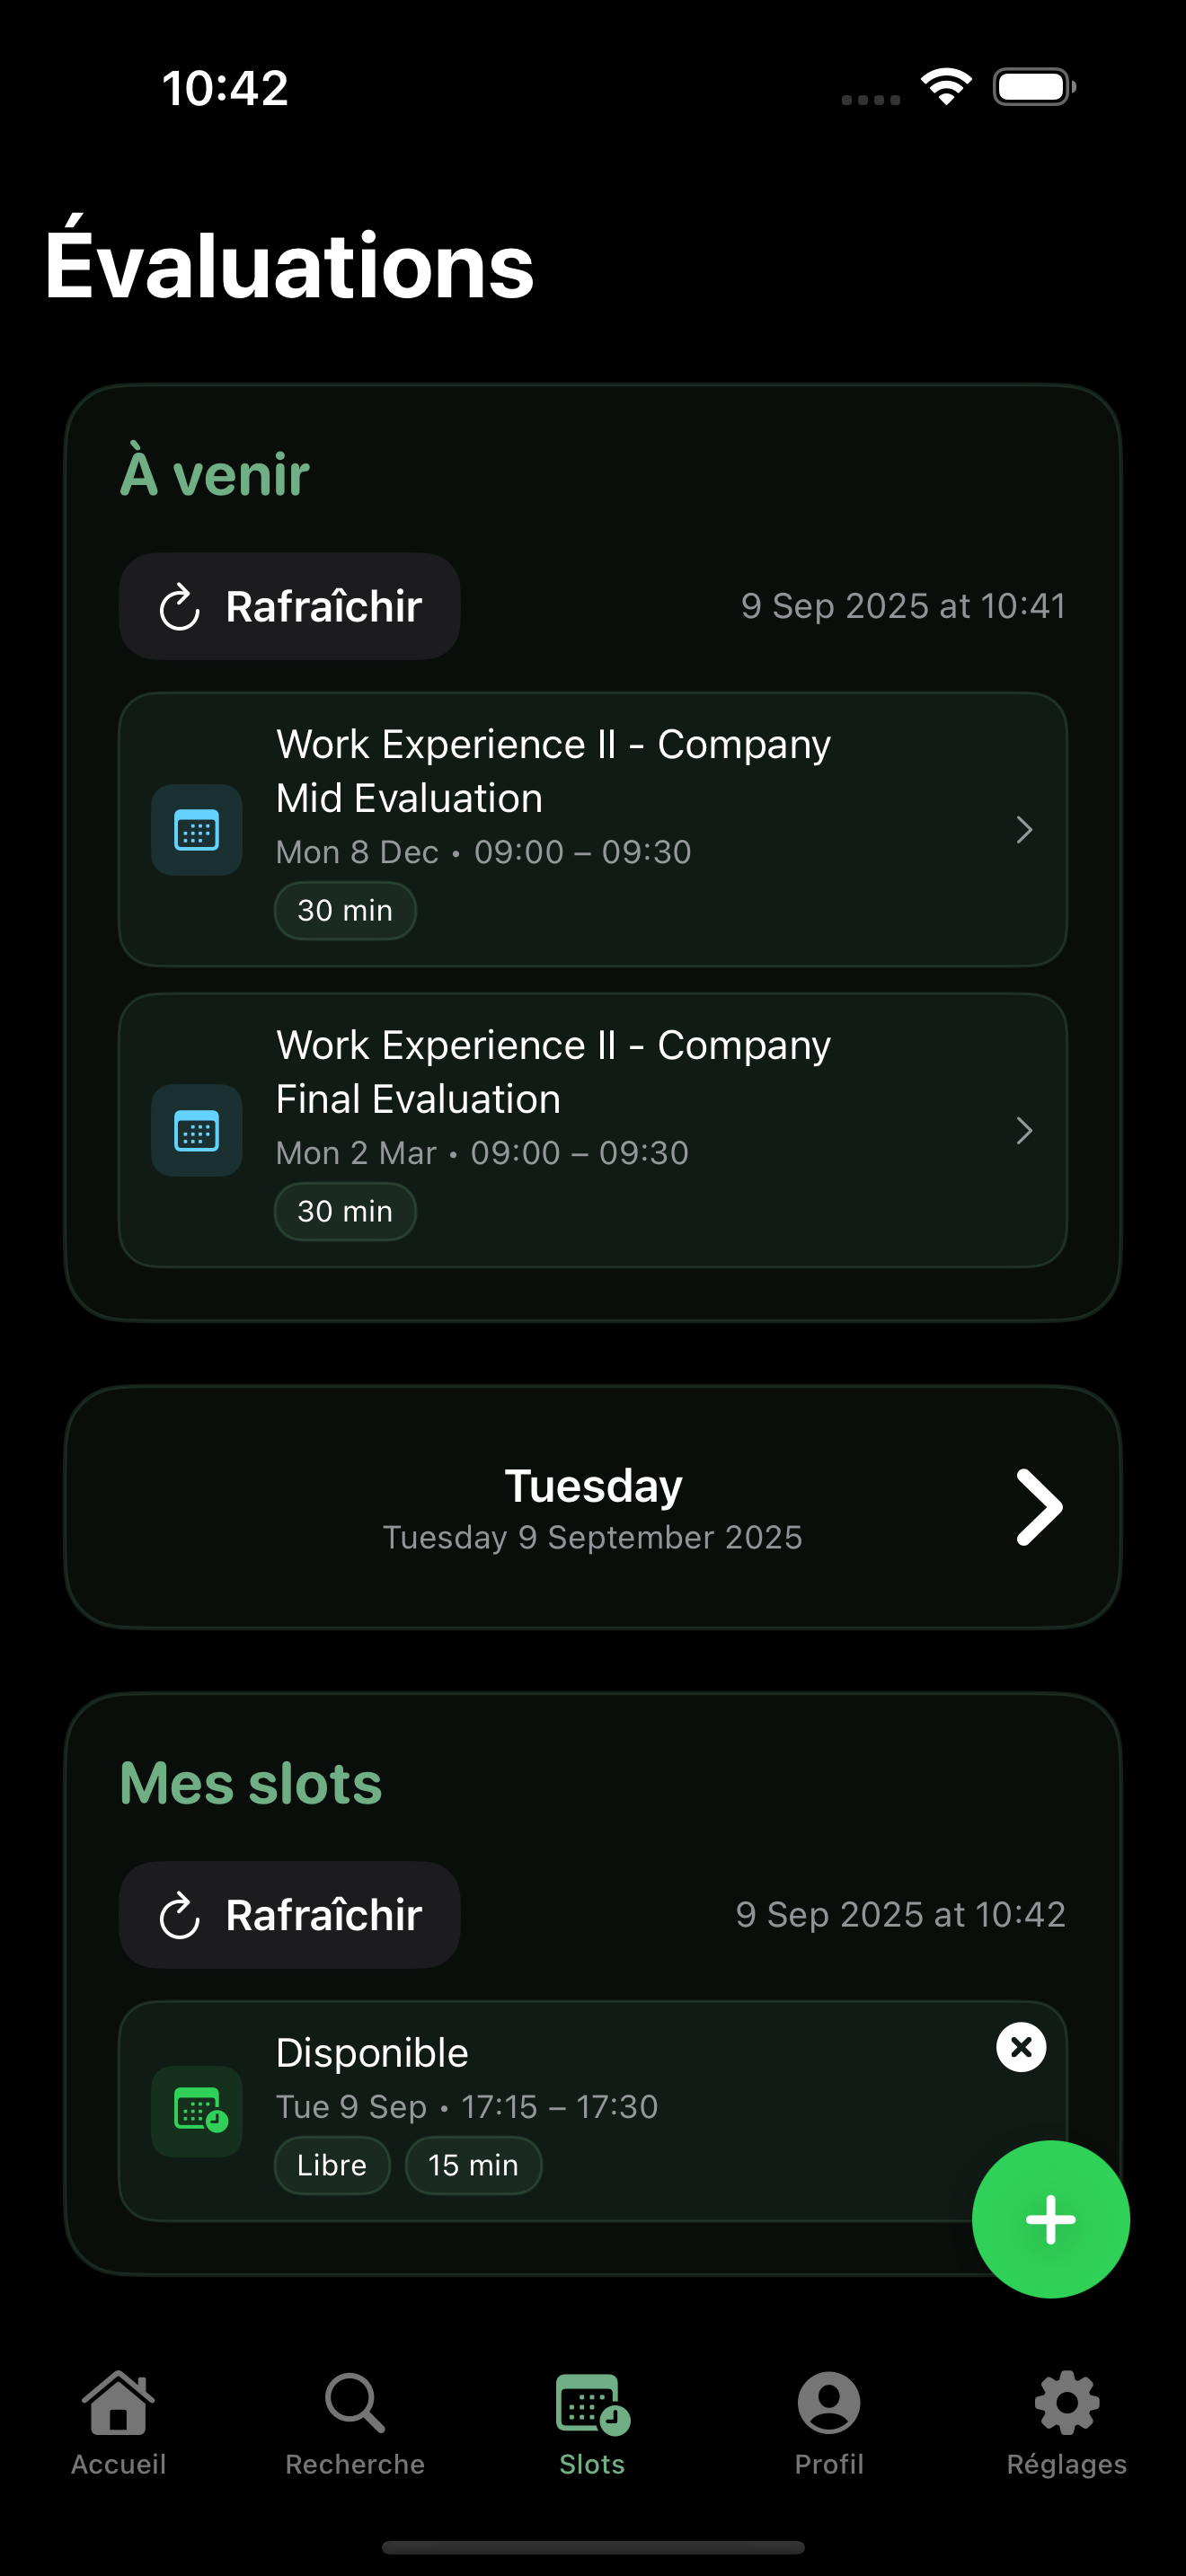 10:42
Évaluations
À venir
Rafraîchir
9 Sep 2025 at 10:41
Work Experience II - Company
Mid Evaluation
Mon 8 Dec • 09:00 – 09:30
30 min
Work Experience II - Company
Final Evaluation
Mon 2 Mar • 09:00 – 09:30
30 min
Tuesday
Tuesday 9 September 2025
Mes slots
Rafraîchir
9 Sep 2025 at 10:42
Disponible
Tue 9 Sep • 17:15 – 17:30
Libre 15 min
Accueil Recherche Slots Profil Réglages